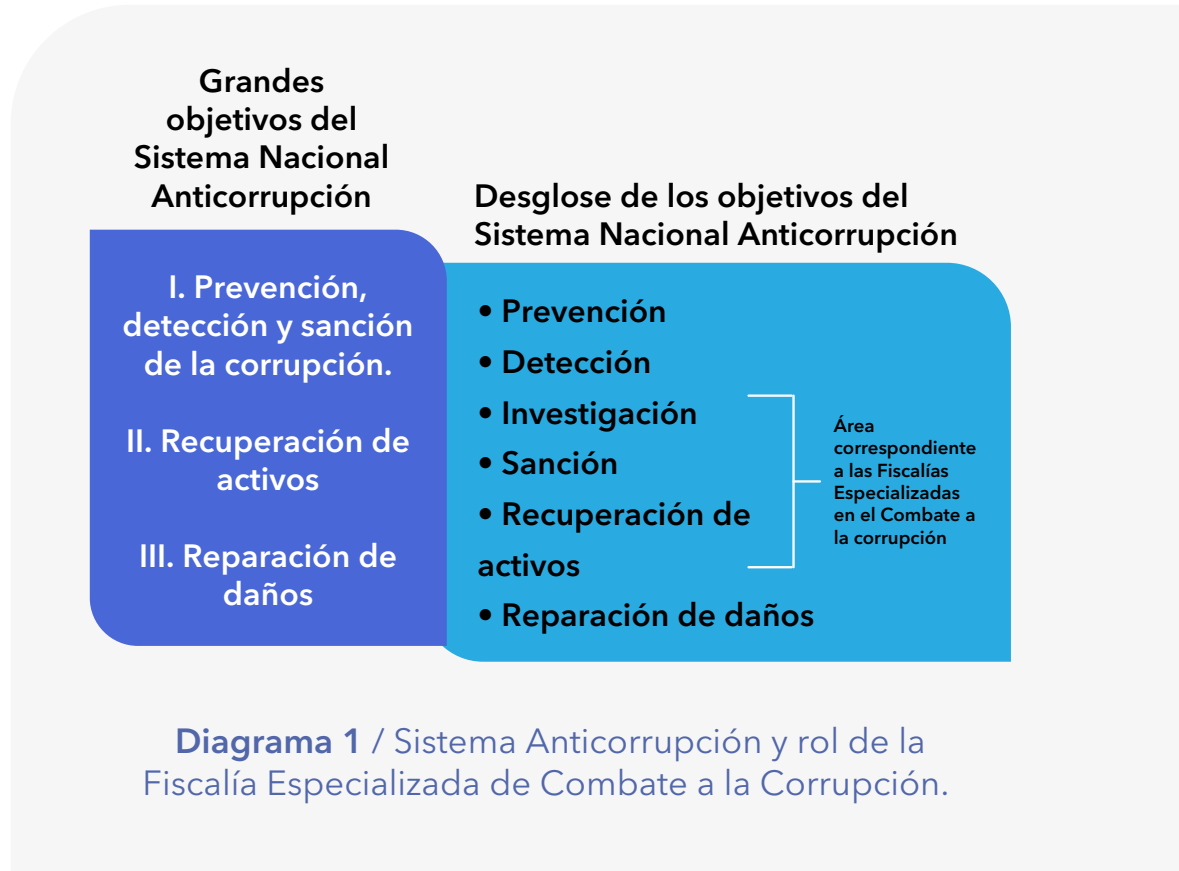 Grandes
objetivos del
Sistema Nacional
Anticorrupción
I. Prevención,
detección y sanción
de la corrupción.
II. Recuperación de
activos
III. Reparación de
daños
Desglose de los objetivos del
Sistema Nacional Anticorrupción
• Prevención
• Detección
• Investigación
• Sanción
• Recuperación de
activos
• Reparación de daños
Área
correspondiente
a las Fiscalías
Especializadas
en el Combate a
la corrupción
Diagrama 1 / Sistema Anticorrupción y rol de la
Fiscalía Especializada de Combate a la Corrupción.